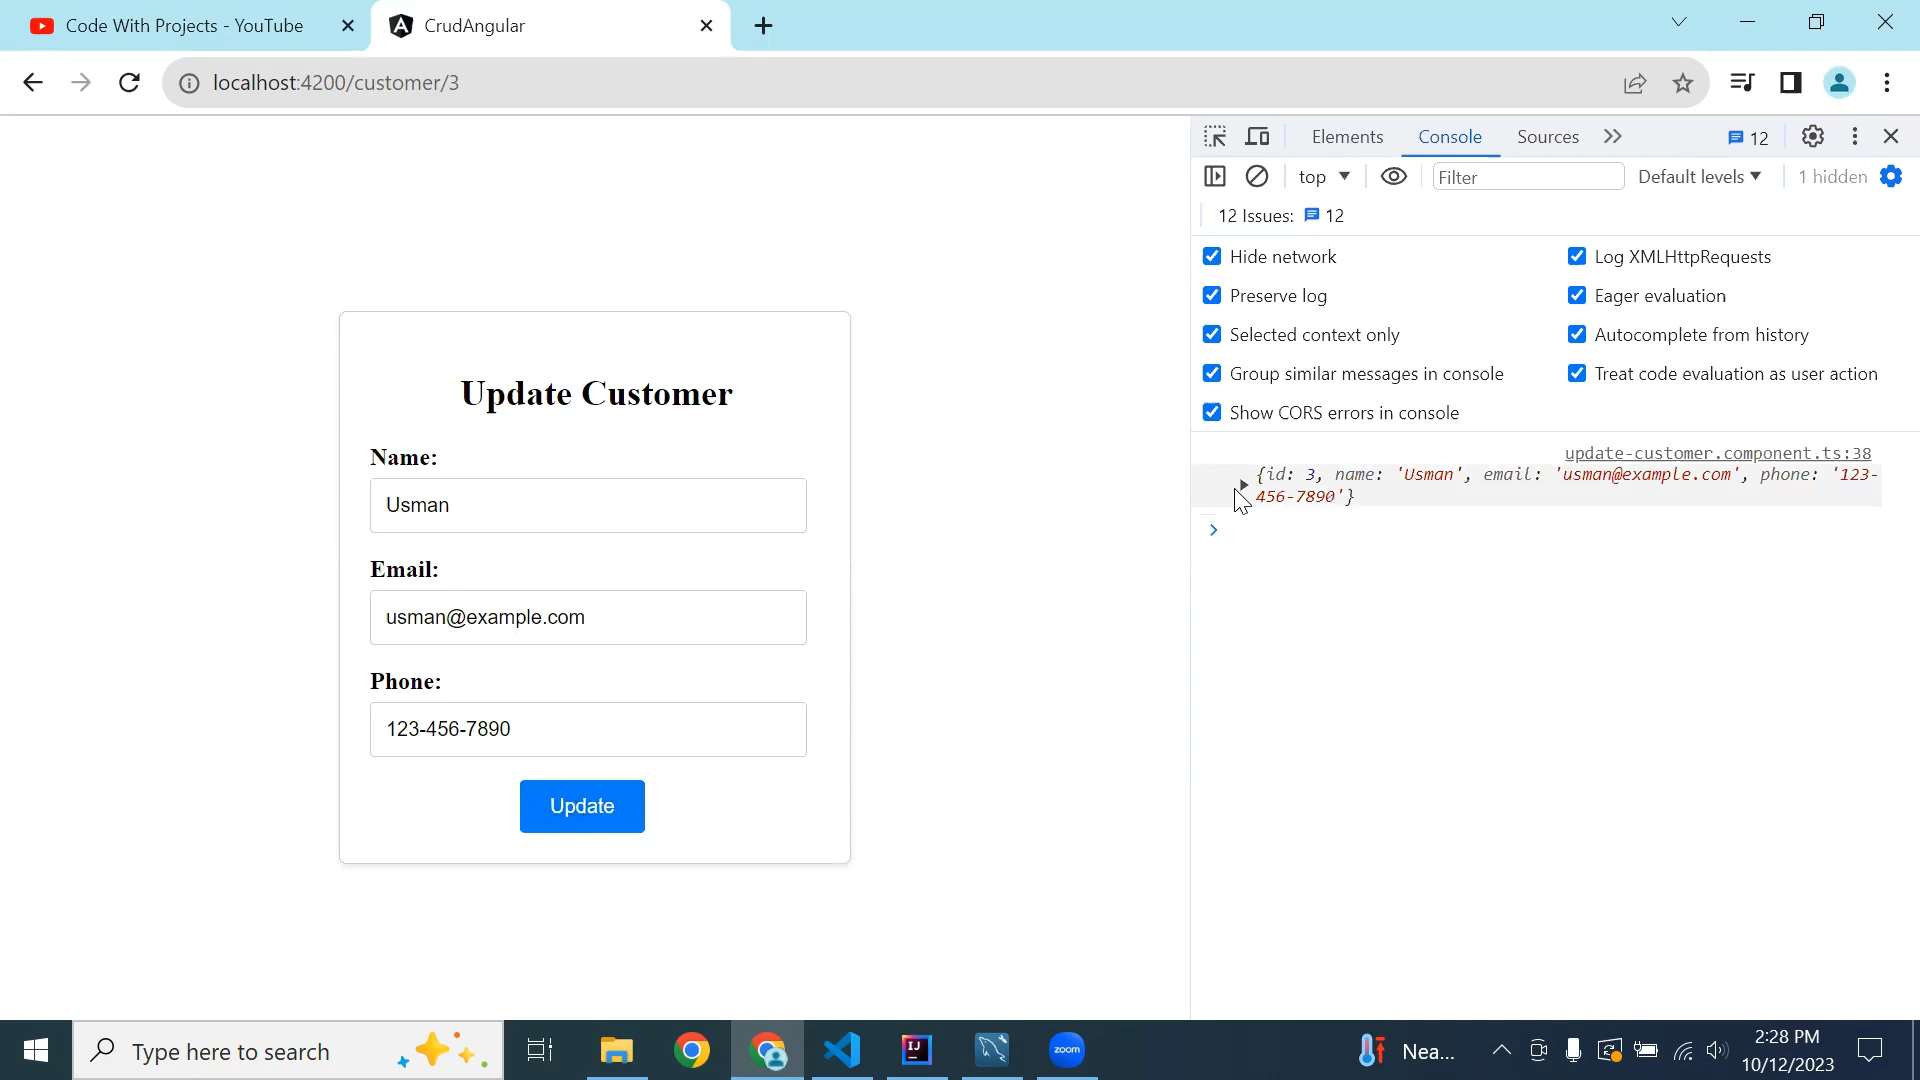 Code With Projects - YouTube
CrudAngular
localhost:4200/customer/3
Elements Console Sources 12
top Filter Default levels 1 hidden
12 Issues: 12
Hide network Log XMLHttpRequests
Preserve log Eager evaluation
Selected context only Autocomplete from history
Group similar messages in console Treat code evaluation as user action
Show CORS errors in console
update-customer.component.ts:38
{id: 3, name: 'Usman', email: 'usman@example.com', phone: '123-
456-7890'}
Update Customer
Name:
Usman
Email:
usman@example.com
Phone:
123-456-7890
Update
Type here to search
IJ
zoom
Nea...
2:28 PM
10/12/2023